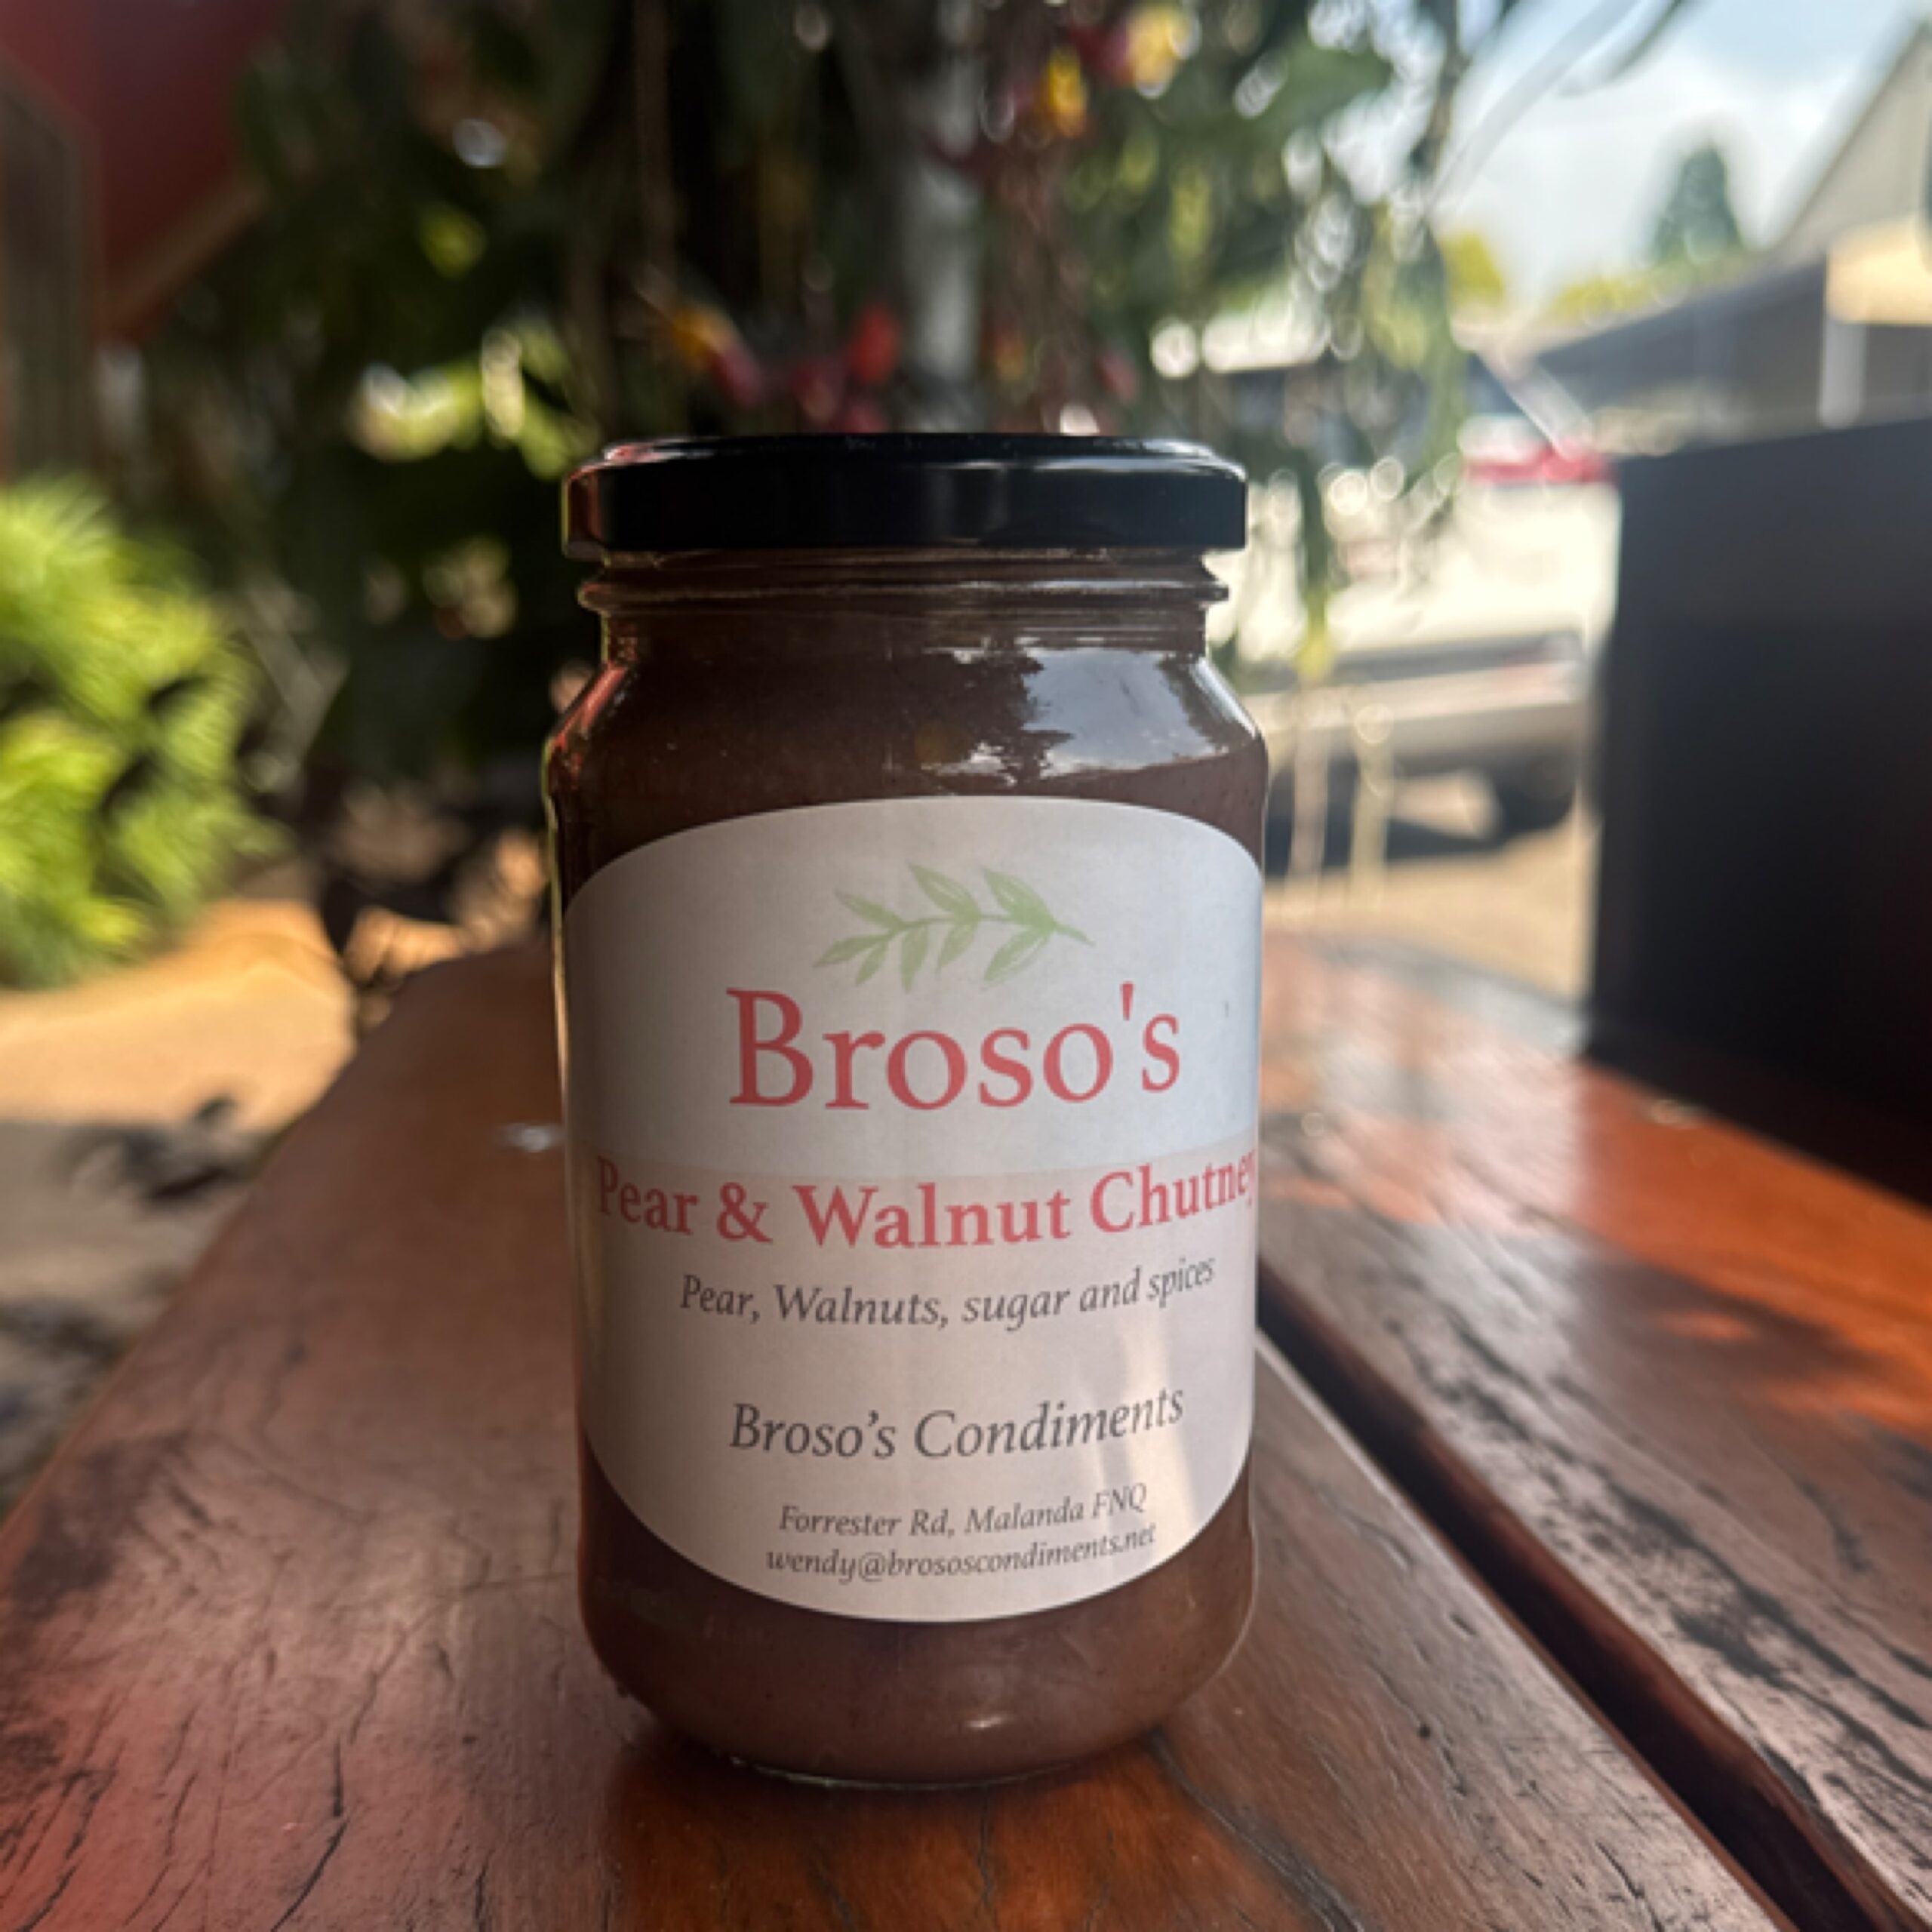 Broso's
Pear & Walnut Chutney
Pear, Walnuts, sugar and spices
Broso's Condiments
Forrester Rd, Malanda FNQ
wendy@brososcondiments.net